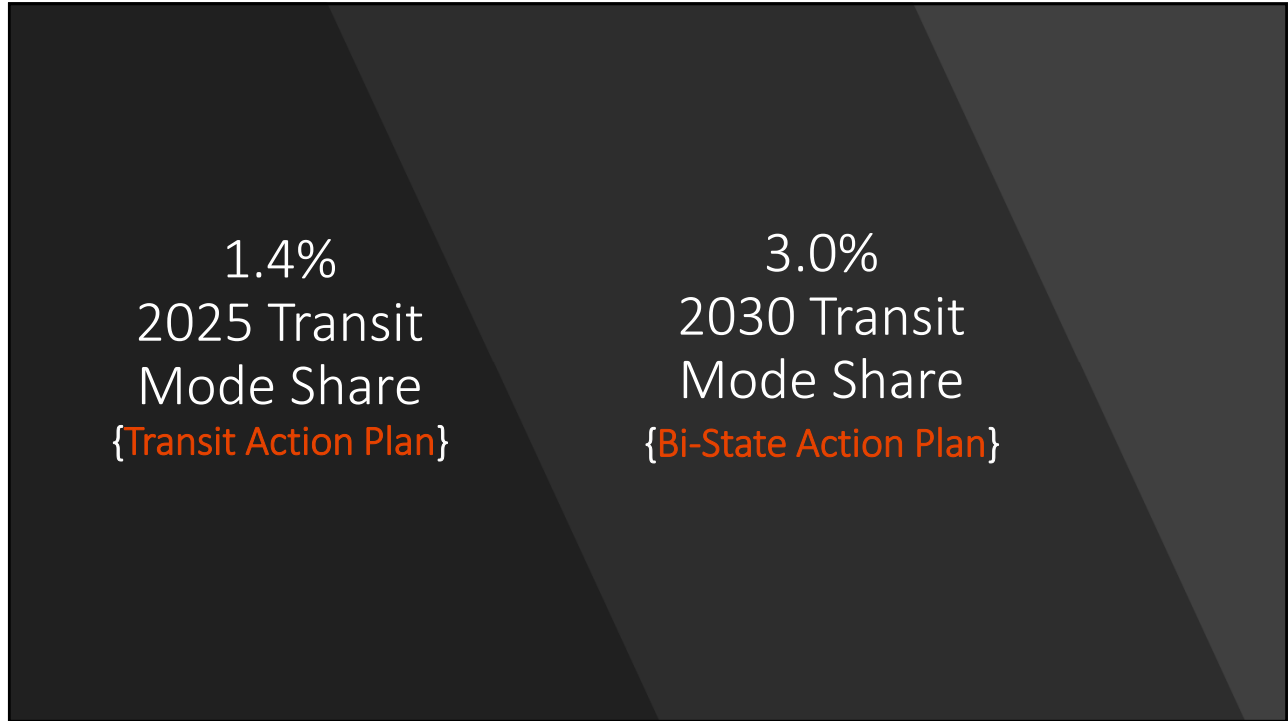 1.4%
2025 Transit
Mode Share
{Transit Action Plan}
3.0%
2030 Transit
Mode Share
{Bi-State Action Plan}